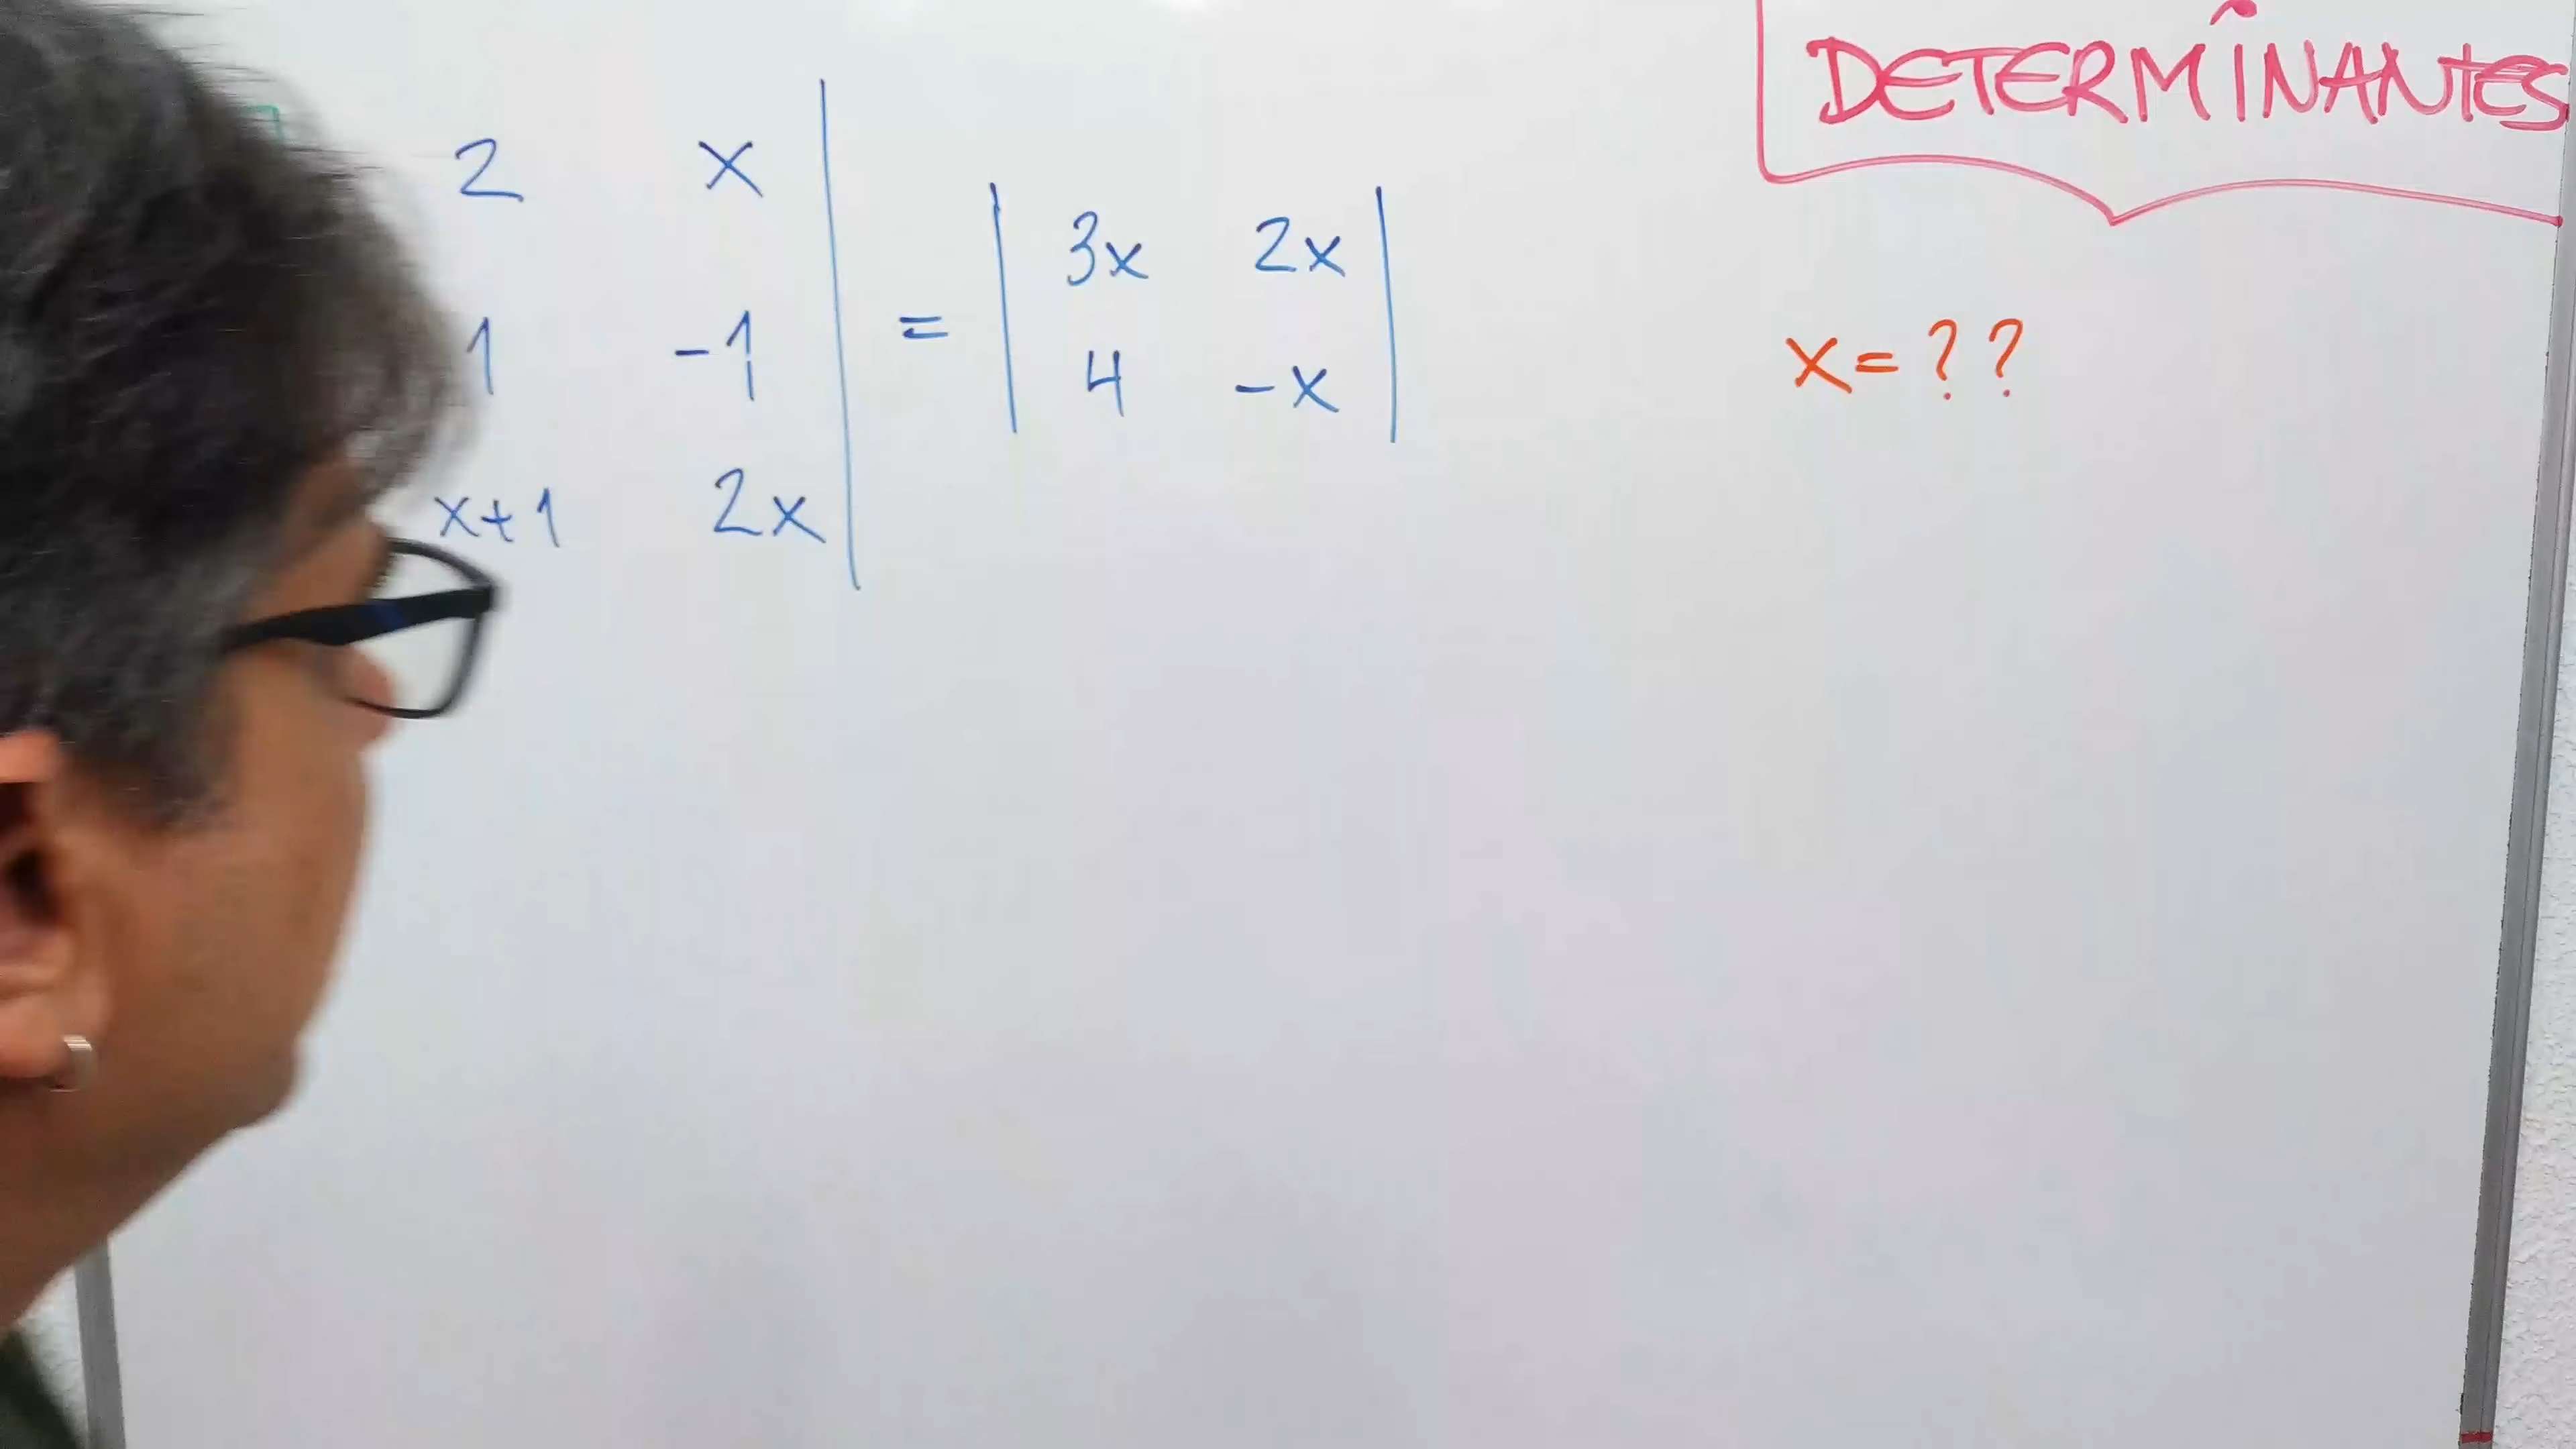 DETERMINANTES
2 x
1 -1
x+1 2x
=
3x 2x
4 -x
x=??